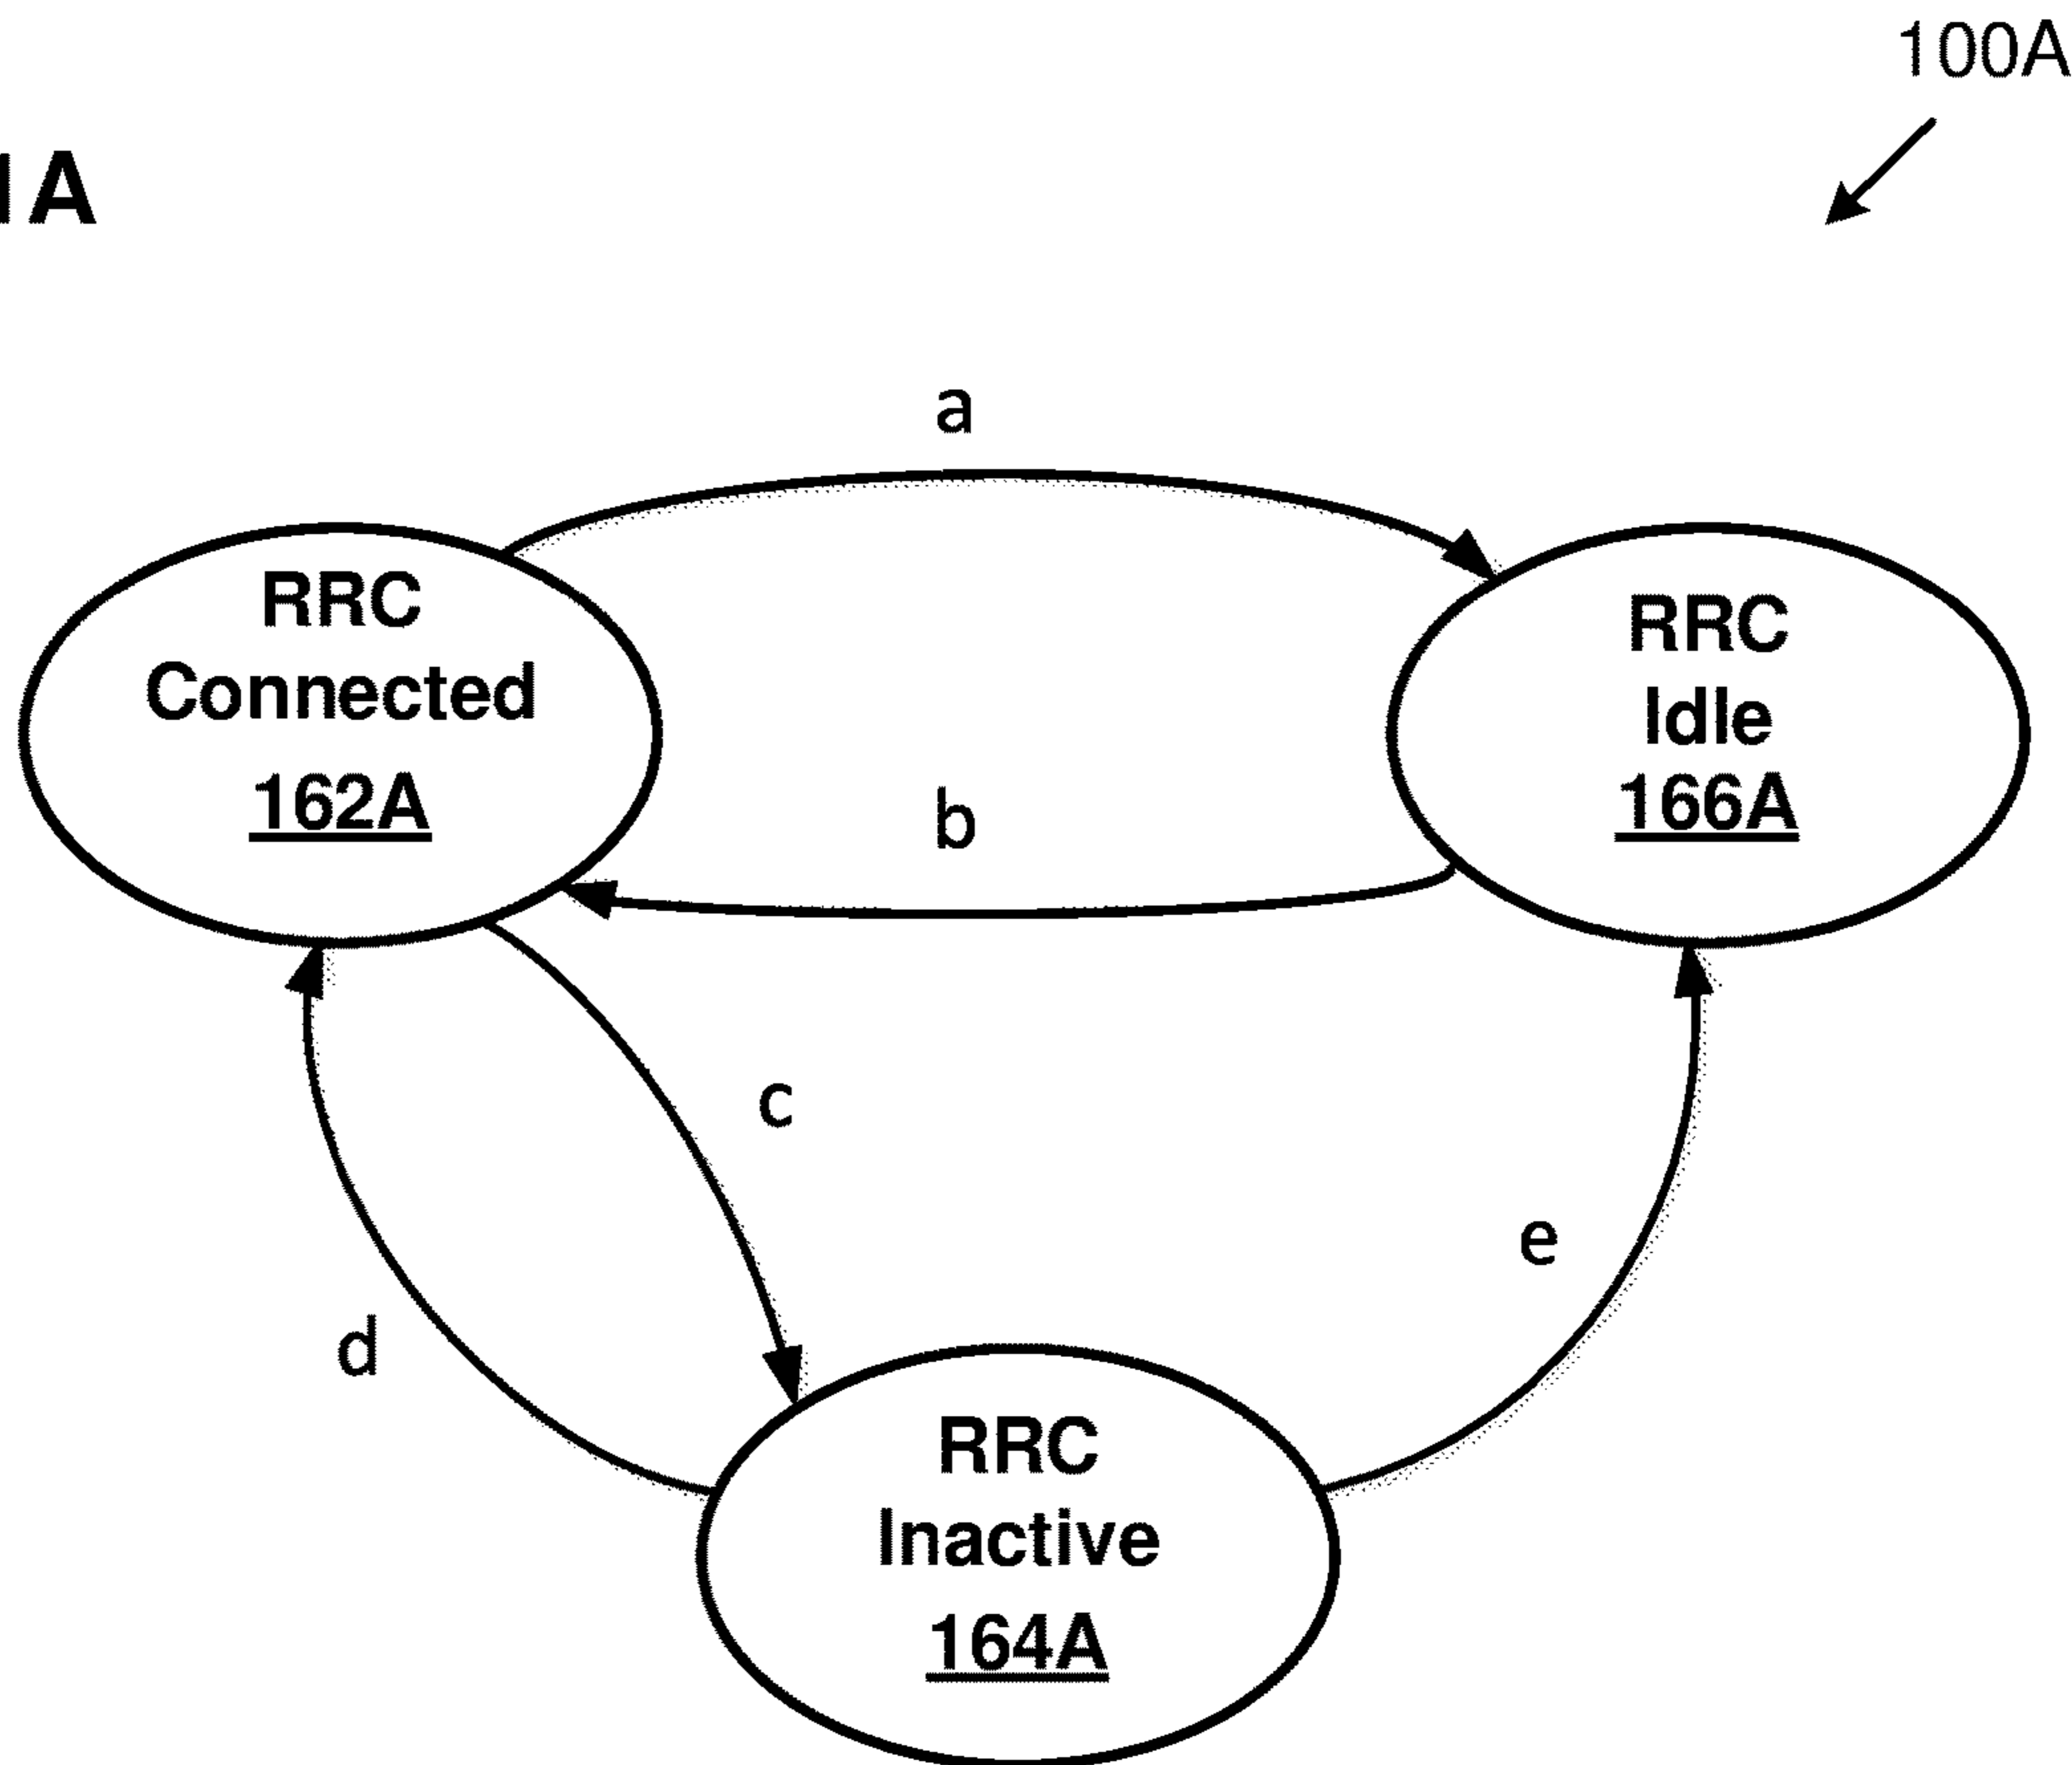 100A
1A
a
RRC
Connected
162A
RRC
Idle
166A
b
c
d
e
RRC
Inactive
164A